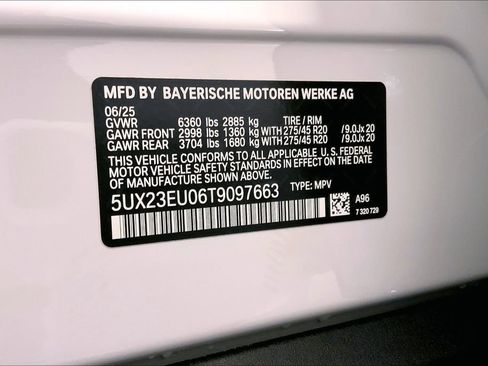 MFD BY BAYERISCHE MOTOREN WERKE AG
06/25
GVWR 6360 lbs 2885 kg TIRE / RIM
GAWR FRONT 2998 lbs 1360 kg WITH 275/45 R20 / 9.0Jx 20
GAWR REAR 3704 lbs 1680 kg WITH 275/45 R20 / 9.0Jx 20
THIS VEHICLE CONFORMS TO ALL APPLICABLE U.S. FEDERAL
MOTOR VEHICLE SAFETY STANDARDS IN EFFECT ON THE
DATE OF MANUFACTURE SHOWN ABOVE.
5UX23EU06T9097663 TYPE: MPV
A96
7 320 729